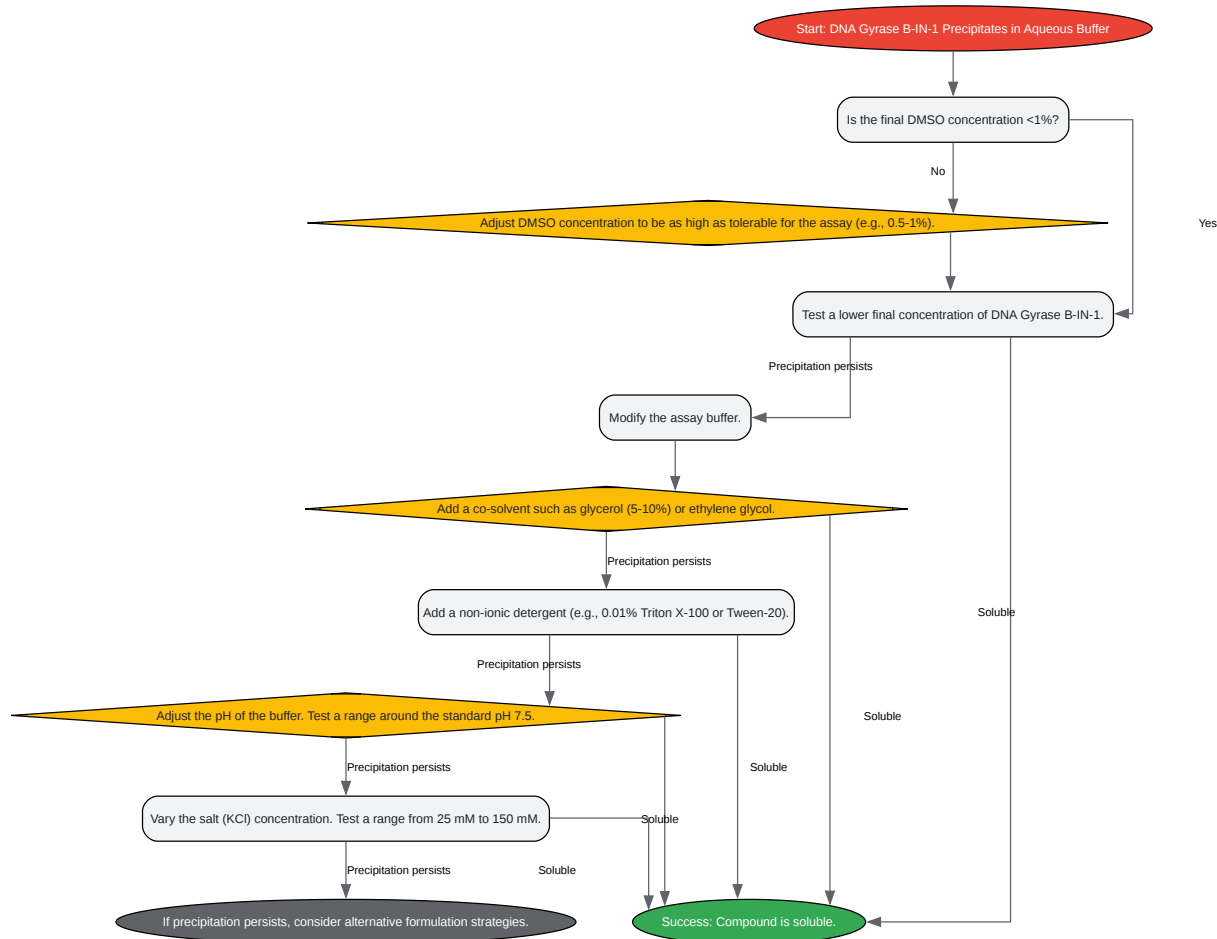 Start: DNA Gyrase B-IN-1 Precipitates in Aqueous Buffer
Is the final DMSO concentration <1%?
No
Adjust DMSO concentration to be as high as tolerable for the assay (e.g., 0.5-1%).
Yes
Test a lower final concentration of DNA Gyrase B-IN-1.
Precipitation persists
Modify the assay buffer.
Add a co-solvent such as glycerol (5-10%) or ethylene glycol.
Precipitation persists
Add a non-ionic detergent (e.g., 0.01% Triton X-100 or Tween-20).
Soluble
Precipitation persists
Adjust the pH of the buffer. Test a range around the standard pH 7.5.
Soluble
Precipitation persists
Soluble
Vary the salt (KCl) concentration. Test a range from 25 mM to 150 mM.
Soluble
Precipitation persists
Soluble
If precipitation persists, consider alternative formulation strategies.
Success: Compound is soluble.